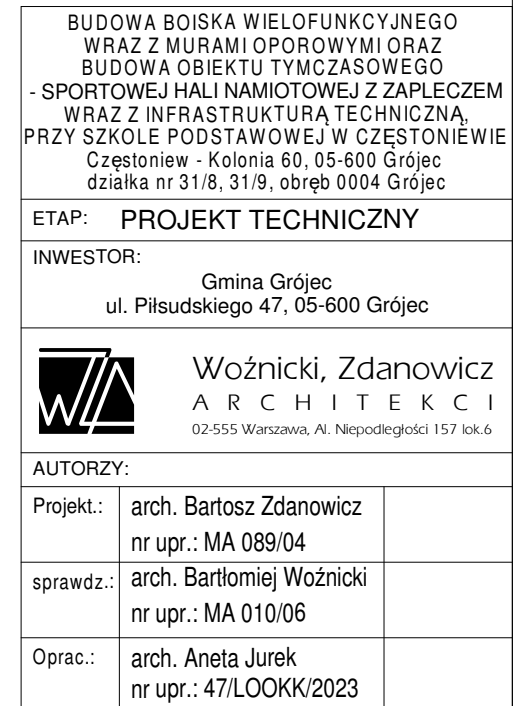 BUDOWA BOISKA WIELOFUNKCYJNEGO
WRAZ Z MURAMI OPOROWYMI ORAZ
BUDOWA OBIEKTU TYMCZASOWEGO
- SPORTOWEJ HALI NAMIOTOWEJ Z ZAPLECZEM
WRAZ Z INFRASTRUKTURĄ TECHNICZNĄ,
PRZY SZKOLE PODSTAWOWEJ W CZĘSTONIEWIE
Częstoniew - Kolonia 60, 05-600 Grójec
działka nr 31/8, 31/9, obręb 0004 Grójec
ETAP: PROJEKT TECHNICZNY
INWESTOR:
Gmina Grójec
ul. Piłsudskiego 47, 05-600 Grójec
Woźnicki, Zdanowicz
ARCHITEKCI
02-555 Warszawa, Al. Niepodległości 157 lok.6
AUTORZY:
Projekt.: arch. Bartosz Zdanowicz
nr upr.: MA 089/04
sprawdz.: arch. Bartłomiej Woźnicki
nr upr.: MA 010/06
Oprac.: arch. Aneta Jurek
nr upr.: 47/LOOKK/2023